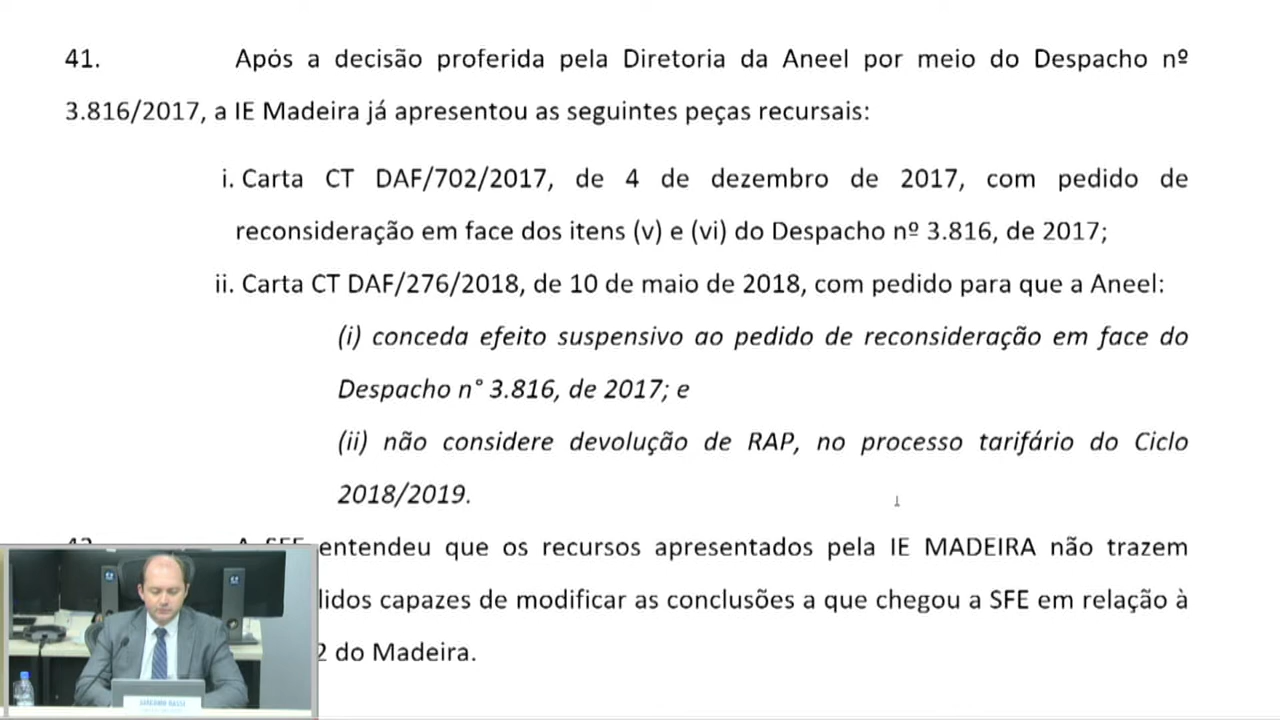 41. Após a decisão proferida pela Diretoria da Aneel por meio do Despacho nº
3.816/2017, a IE Madeira já apresentou as seguintes peças recursais:
i. Carta CT DAF/702/2017, de 4 de dezembro de 2017, com pedido de
reconsideração em face dos itens (v) e (vi) do Despacho nº 3.816, de 2017;
ii. Carta CT DAF/276/2018, de 10 de maio de 2018, com pedido para que a Aneel:
(i) conceda efeito suspensivo ao pedido de reconsideração em face do
Despacho n° 3.816, de 2017; e
(ii) não considere devolução de RAP, no processo tarifário do Ciclo
2018/2019.
entendeu que os recursos apresentados pela IE MADEIRA não trazem
lidos capazes de modificar as conclusões a que chegou a SFE em relação à
2 do Madeira.